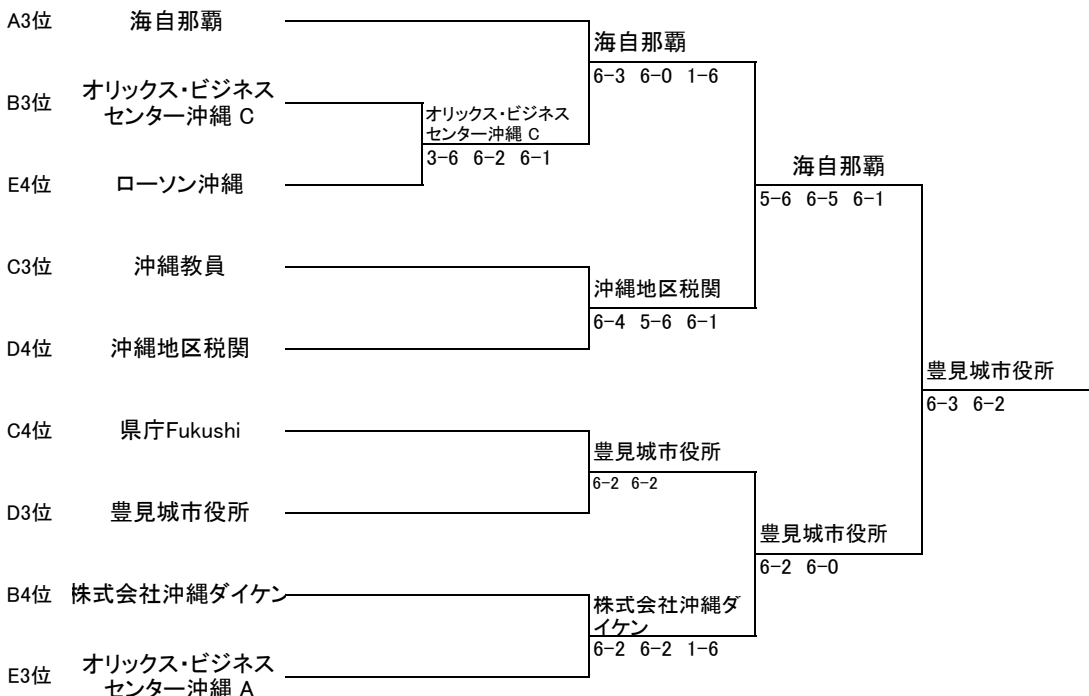 A3位 海自那覇
海自那覇
6-3 6-0 1-6
B3位 オリックス・ビジネス
センター沖縄 C
オリックス・ビジネス
センター沖縄 C
3-6 6-2 6-1
海自那覇
5-6 6-5 6-1
E4位 ローソン沖縄
C3位 沖縄教員
沖縄地区税関
6-4 5-6 6-1
D4位 沖縄地区税関
豊見城市役所
6-3 6-2
C4位 県庁Fukushi
豊見城市役所
6-2 6-2
D3位 豊見城市役所
豊見城市役所
6-2 6-0
B4位 株式会社沖縄ダイケン
株式会社沖縄ダ
イケン
6-2 6-2 1-6
E3位 オリックス・ビジネス
センター沖縄 A